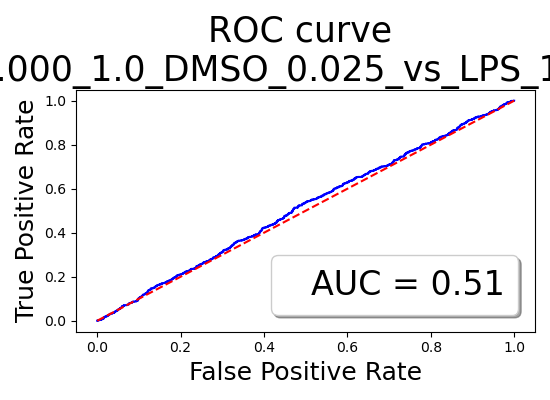 ROC curve
.000_1.0_DMSO_0.025_vs_LPS_1
True Positive Rate
1.0
0.8
0.6
0.4
0.2
0.0
AUC = 0.51
0.0 0.2 0.4 0.6 0.8 1.0
False Positive Rate